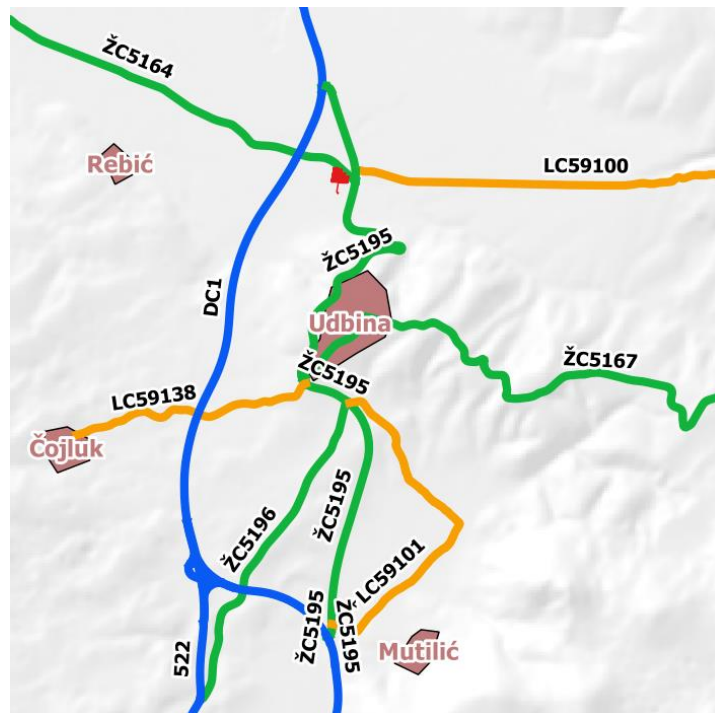 ŽC5164
Rebić
LC59100
ŽC5195
DC1
Udbina
ŽC5167
ŽC5195
LC59138
Čojluk
ŽC5195
ŽC5196
LC59101
ŽC5195
ŽC5195
522
Mutilić